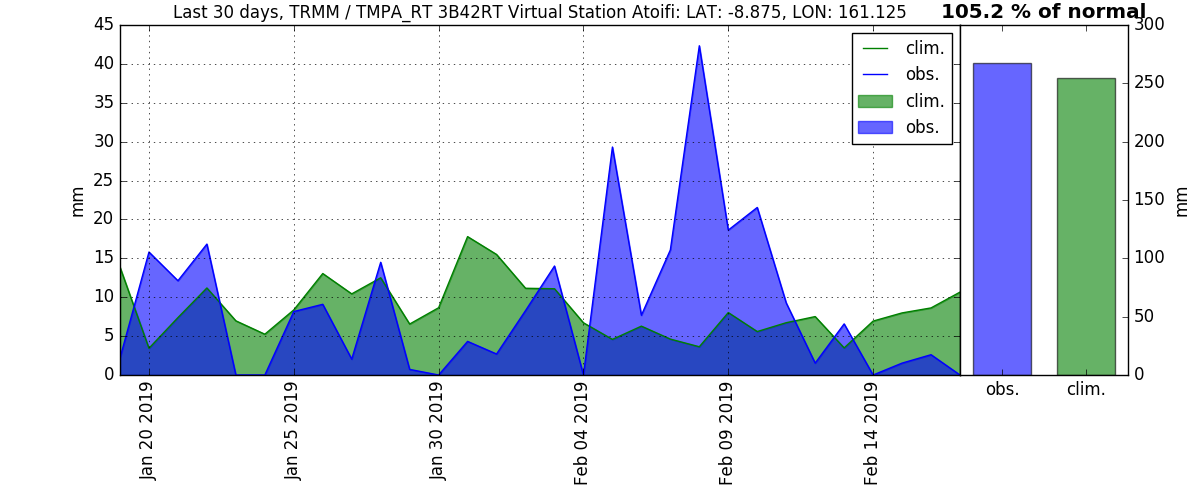 Last 30 days, TRMM / TMPA_RT 3B42RT Virtual Station Atoifi: LAT: -8.875, LON: 161.125
105.2 % of normal
45
40
35
30
25
20
15
10
5
0
mm
clim.
obs.
clim.
obs.
300
250
200
150
100
50
0
mm
Jan 20 2019
Jan 25 2019
Jan 30 2019
Feb 04 2019
Feb 09 2019
Feb 14 2019
obs.
clim.